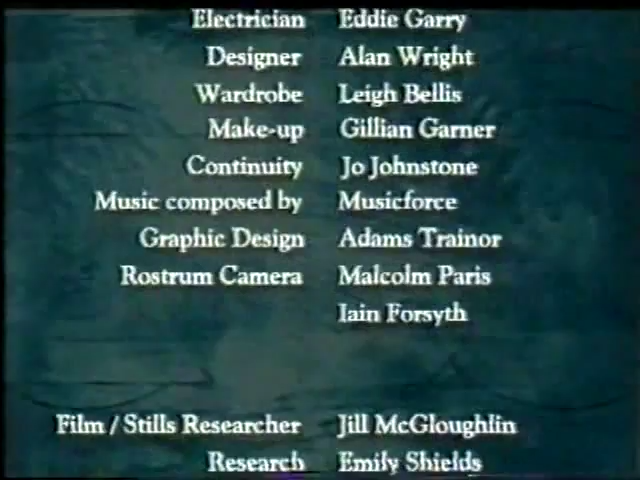 Electrician Eddie Garry
Designer Alan Wright
Wardrobe Leigh Bellis
Make-up Gillian Garner
Continuity Jo Johnstone
Music composed by Musicforce
Graphic Design Adams Trainor
Rostrum Camera Malcolm Paris
Iain Forsyth
Film / Stills Researcher Jill McGloughlin
Research Emily Shields